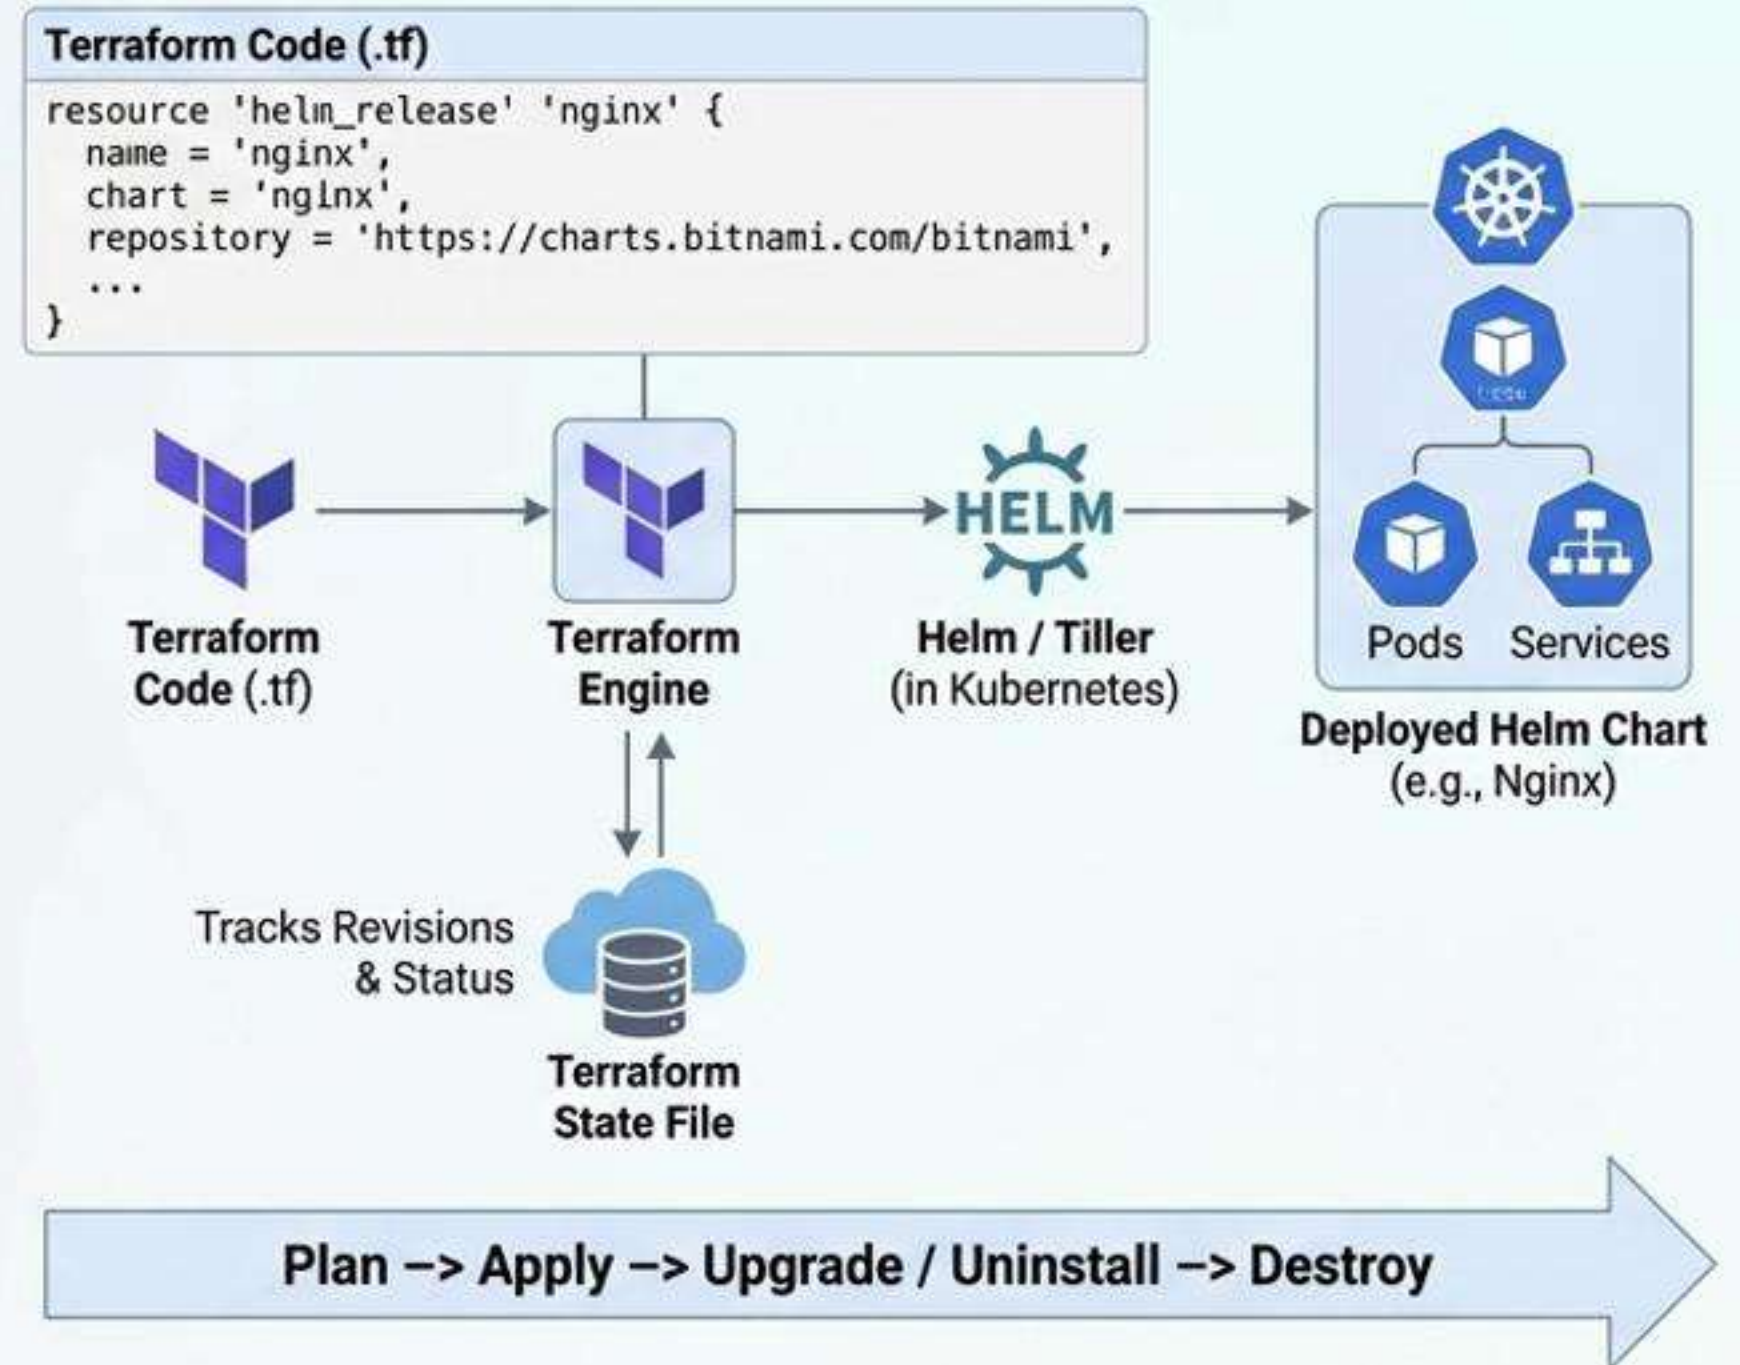 Terraform Code (.tf)
resource 'helm_release' 'nginx' {
name = 'nginx',
chart = 'nginx',
repository = 'https://charts.bitnami.com/bitnami',
...
}
HELM
Terraform
Code (.tf)
Terraform
Engine
Helm / Tiller
(in Kubernetes)
Pods Services
Deployed Helm Chart
(e.g., Nginx)
Tracks Revisions
& Status
Terraform
State File
Plan –> Apply –> Upgrade / Uninstall –> Destroy